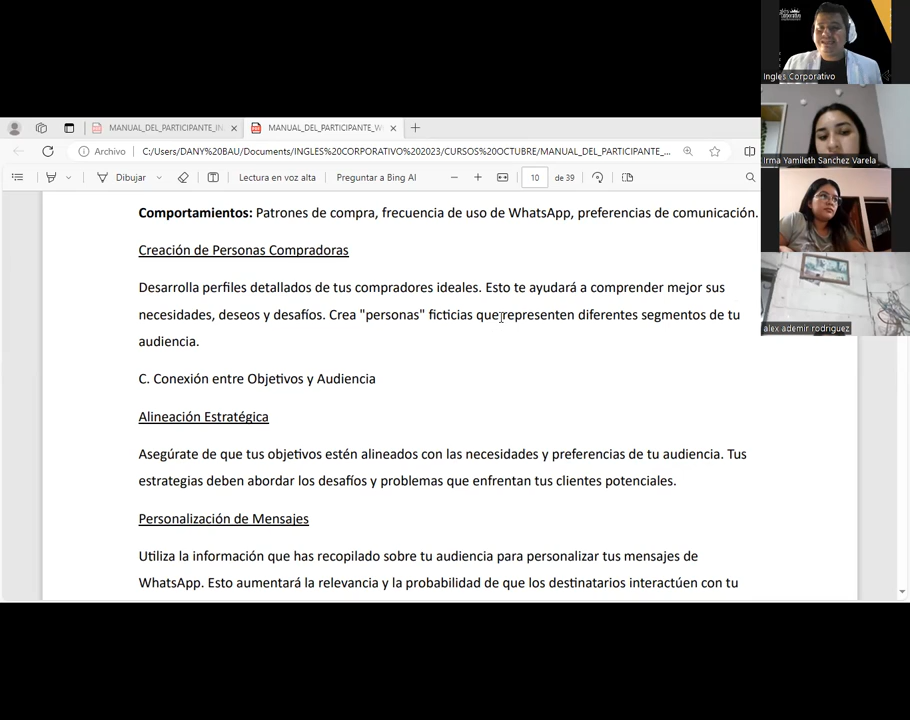 Ingles Corporativo
MANUAL_DEL_PARTICIPANTE_IN
MANUAL_DEL_PARTICIPANTE_W
Irma Yamileth Sanchez Varela
Archivo
C:/Users/DANY%20BAU/Documents/INGLES%20CORPORATIVO%202023/CURSOS%20OCTUBRE/MANUAL_DEL_PARTICIPANTE_...
Dibujar
Lectura en voz alta
Preguntar a Bing AI
10
de 39
Comportamientos: Patrones de compra, frecuencia de uso de WhatsApp, preferencias de comunicación.
Creación de Personas Compradoras
Desarrolla perfiles detallados de tus compradores ideales. Esto te ayudará a comprender mejor sus
necesidades, deseos y desafíos. Crea "personas" ficticias que representen diferentes segmentos de tu
alex ademir rodriguez
audiencia.
C. Conexión entre Objetivos y Audiencia
Alineación Estratégica
Asegúrate de que tus objetivos estén alineados con las necesidades y preferencias de tu audiencia. Tus
estrategias deben abordar los desafíos y problemas que enfrentan tus clientes potenciales.
Personalización de Mensajes
Utiliza la información que has recopilado sobre tu audiencia para personalizar tus mensajes de
WhatsApp. Esto aumentará la relevancia y la probabilidad de que los destinatarios interactúen con tu